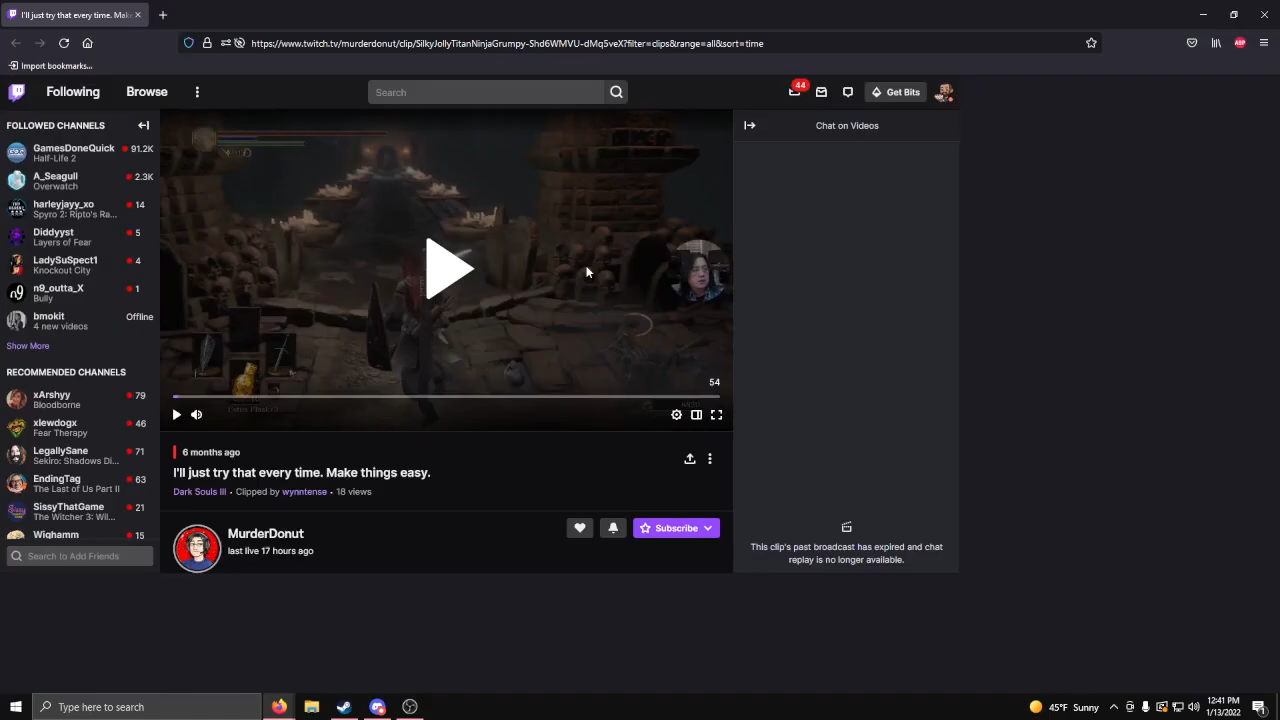 I'll just try that every time. Mak
https://www.twitch.tv/murderdonut/clip/SilkyJollyTitanNinjaGrumpy-Shd6WMVU-dMq5veX?filter=clips&range=all&sort=time
ABP
Import bookmarks...
Following
Browse
Search
44
Get Bits
FOLLOWED CHANNELS
GamesDoneQuick 91.2K
Half-Life 2
A_Seagull 2.3K
Overwatch
harleyjayy_xo 14
Spyro 2: Ripto's Ra...
Diddyyst 5
Layers of Fear
LadySuSpect1 4
Knockout City
n9_outta_X 1
Bully
bmokit Offline
4 new videos
Show More
RECOMMENDED CHANNELS
xArshyy 79
Bloodborne
xlewdogx 46
Fear Therapy
LegallySane 71
Sekiro: Shadows Di...
EndingTag 63
The Last of Us Part II
SissyThatGame 21
The Witcher 3: Wil...
Wighamm 15
Search to Add Friends
54
6 months ago
I'll just try that every time. Make things easy.
Dark Souls III • Clipped by wynntense • 18 views
MurderDonut
last live 17 hours ago
Subscribe
Chat on Videos
This clip's past broadcast has expired and chat
replay is no longer available.
Type here to search
45°F Sunny
12:41 PM
1/13/2022
1